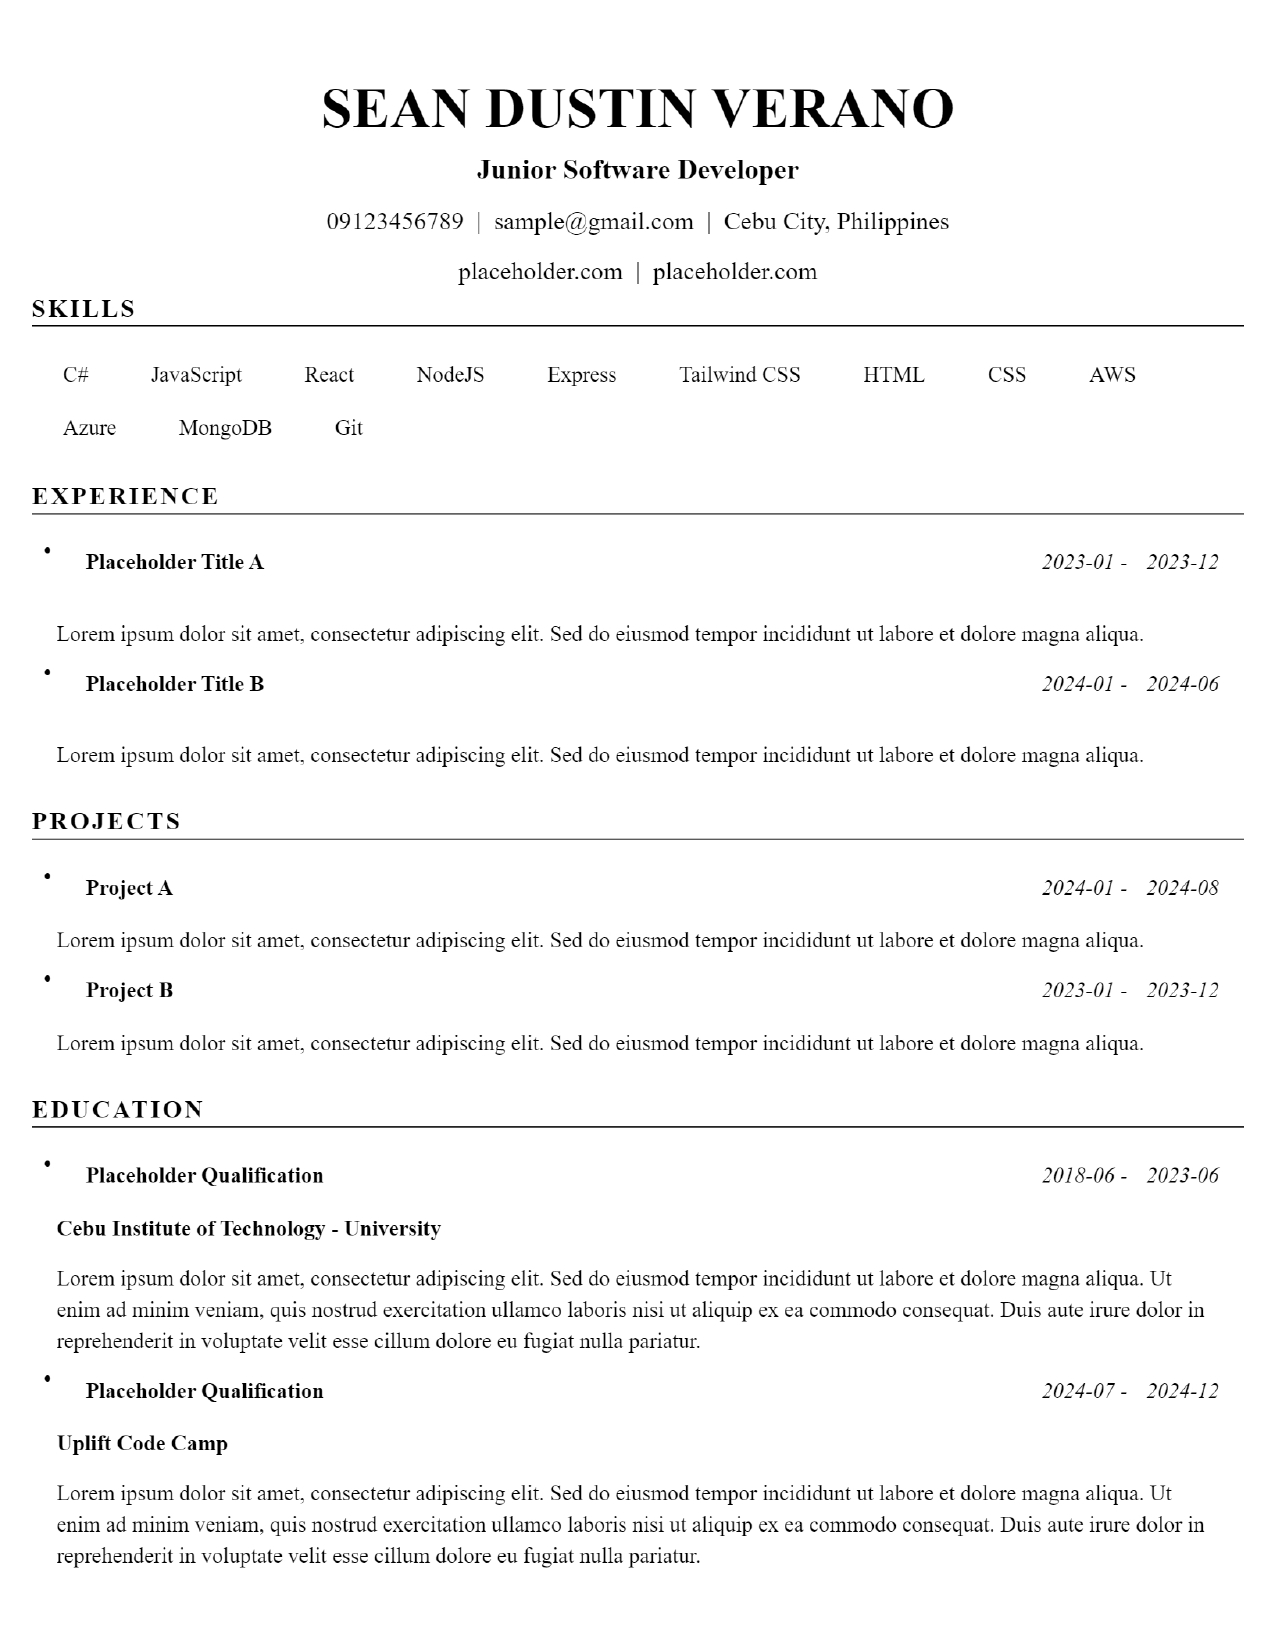 SEAN DUSTIN VERANO
Junior Software Developer
09123456789 | sample@gmail.com | Cebu City, Philippines
placeholder.com | placeholder.com
SKILLS
C# JavaScript React NodeJS Express Tailwind CSS HTML CSS AWS
Azure MongoDB Git
EXPERIENCE
• Placeholder Title A 2023-01 - 2023-12
Lorem ipsum dolor sit amet, consectetur adipiscing elit. Sed do eiusmod tempor incididunt ut labore et dolore magna aliqua.
• Placeholder Title B 2024-01 - 2024-06
Lorem ipsum dolor sit amet, consectetur adipiscing elit. Sed do eiusmod tempor incididunt ut labore et dolore magna aliqua.
PROJECTS
• Project A 2024-01 - 2024-08
Lorem ipsum dolor sit amet, consectetur adipiscing elit. Sed do eiusmod tempor incididunt ut labore et dolore magna aliqua.
• Project B 2023-01 - 2023-12
Lorem ipsum dolor sit amet, consectetur adipiscing elit. Sed do eiusmod tempor incididunt ut labore et dolore magna aliqua.
EDUCATION
• Placeholder Qualification 2018-06 - 2023-06
Cebu Institute of Technology - University
Lorem ipsum dolor sit amet, consectetur adipiscing elit. Sed do eiusmod tempor incididunt ut labore et dolore magna aliqua. Ut
enim ad minim veniam, quis nostrud exercitation ullamco laboris nisi ut aliquip ex ea commodo consequat. Duis aute irure dolor in
reprehenderit in voluptate velit esse cillum dolore eu fugiat nulla pariatur.
• Placeholder Qualification 2024-07 - 2024-12
Uplift Code Camp
Lorem ipsum dolor sit amet, consectetur adipiscing elit. Sed do eiusmod tempor incididunt ut labore et dolore magna aliqua. Ut
enim ad minim veniam, quis nostrud exercitation ullamco laboris nisi ut aliquip ex ea commodo consequat. Duis aute irure dolor in
reprehenderit in voluptate velit esse cillum dolore eu fugiat nulla pariatur.